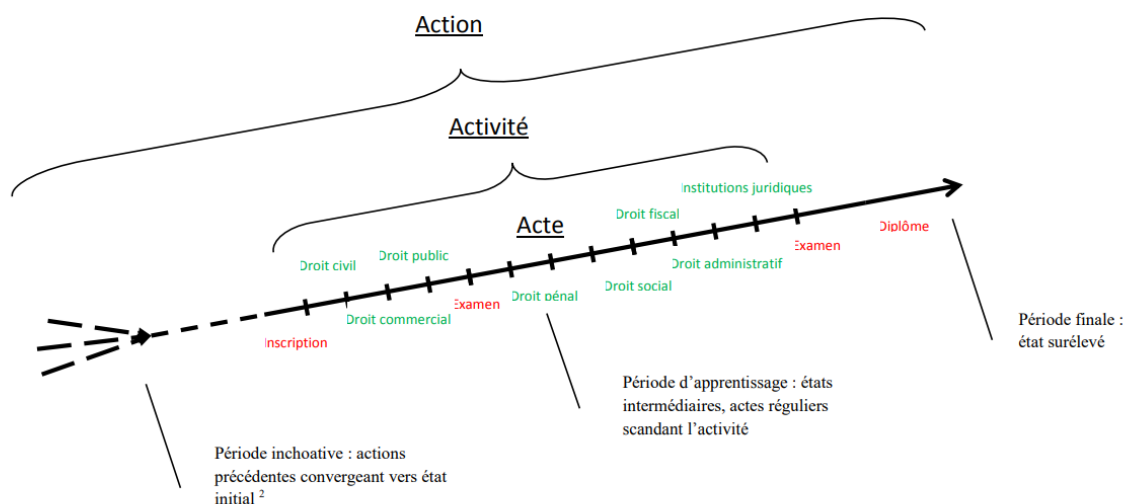 Action
Activité
Institutions juridiques
Droit fiscal
Acte
Droit public
Droit civil
Diplôme
Examen
Droit administratif
Droit social
Droit pénal
Examen
Droit commercial
Inscription
Période finale :
état surélevé
Période d’apprentissage : états
intermédiaires, actes réguliers
scandant l’activité
Période inchoative : actions
précédentes convergeant vers état
initial 2